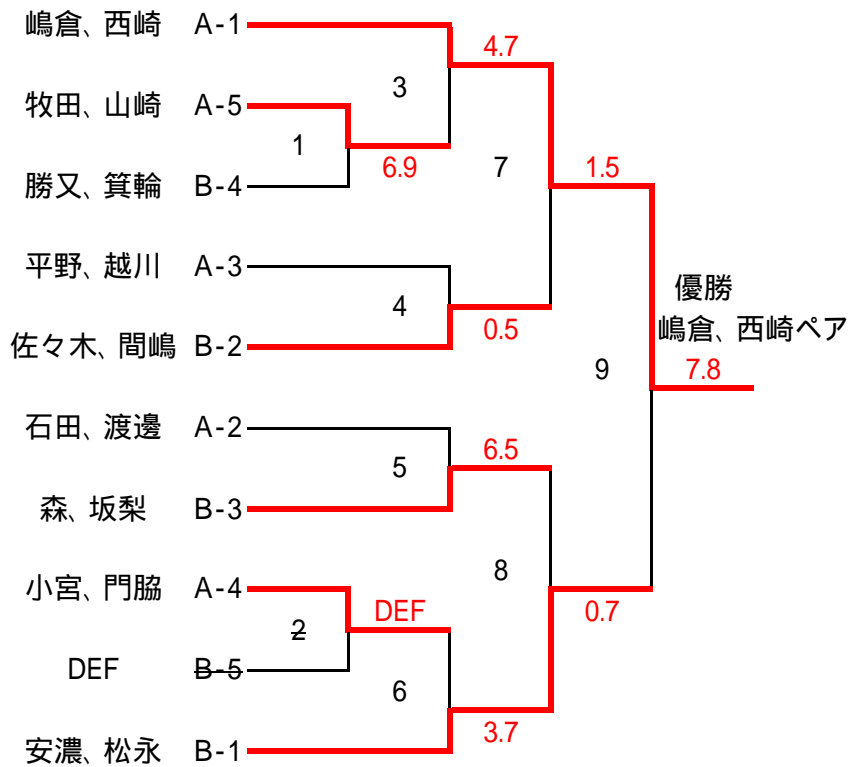 嶋倉、西崎 A-1
4.7
3
牧田、山崎 A-5
1
6.9
7
1.5
勝又、箕輪 B-4
平野、越川 A-3
優勝
4
0.5
嶋倉、西崎ペア
佐々木、間嶋 B-2
9
7.8
石田、渡邊 A-2
6.5
5
森、坂梨 B-3
8
小宮、門脇 A-4
DEF
0.7
2
DEF B-5
6
3.7
安濃、松永 B-1